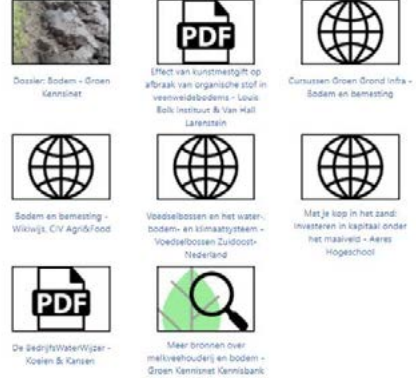 PDF
Dossier: Bodem - Groen
Kennisnet
Effect van kunstmestgift op
afbraak van organische stof in
veenweidebodems - Louis
Bolk Instituut & Van Hall
Larenstein
Cursussen Groen Grond Infra -
Bodem en bemesting
Bodem en bemesting -
Wikiwijs, CIV Agri&Food
Voedselbossen en het water-,
bodem- en klimaatsysteem -
Voedselbossen Zuidoost-
Nederland
Met je kop in het zand:
Investeren in kapitaal onder
het maaiveld - Aeres
Hogeschool
PDF
De BedrijfsWaterWijzer -
Koeien & Kansen
Meer bronnen over
melkveehouderij en bodem -
Groen Kennisnet Kennisbank